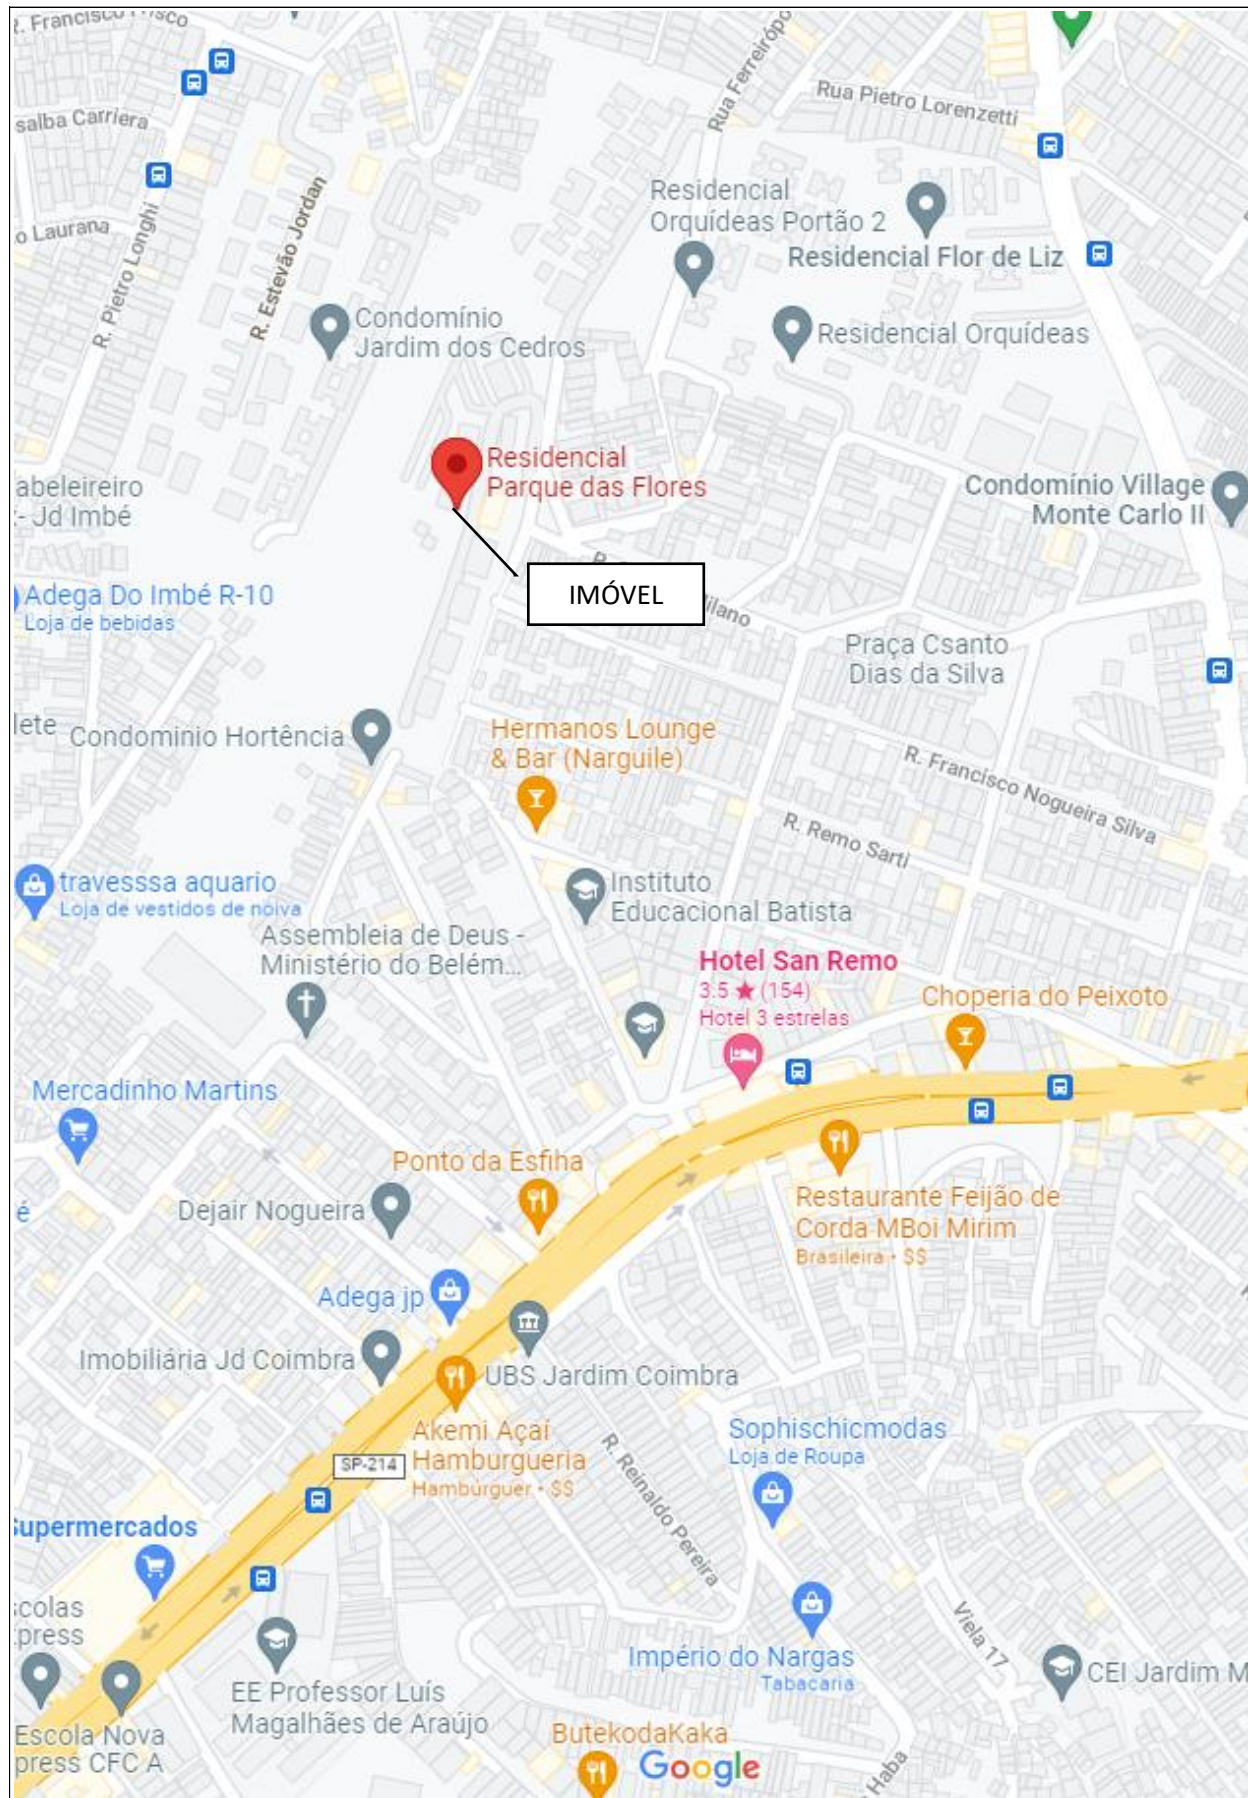 R. Francisco
Rua Ferreiróp
Rua Pietro Lorenzetti
salba Carriera
Residencial
Orquídeas Portão 2
o Laurana
Residencial Flor de Liz
R. Pietro Longhi
R. Estevão Jordan
Condomínio
Jardim dos Cedros
Residencial Orquídeas
Residencial
Parque das Flores
abeleireiro
- Jd Imbé
Condomínio Village
Monte Carlo II
IMÓVEL
Adega Do Imbé R-10
Loja de bebidas
ilano
Praça Csanto
Dias da Silva
lete
Condominio Hortência
Hermanos Lounge
& Bar (Narguile)
R. Francisco Nogueira Silva
R. Remo Sarti
travesssa aquario
Loja de vestidos de noiva
Instituto
Educacional Batista
Assembleia de Deus -
Ministério do Belém...
Hotel San Remo
3.5 ★ (154)
Hotel 3 estrelas
Choperia do Peixoto
Mercadinho Martins
Ponto da Esfiha
é
Dejair Nogueira
Restaurante Feijão de
Corda MBoi Mirim
Brasileira • $$
Adega jp
Imobiliária Jd Coimbra
UBS Jardim Coimbra
Akemi Açaí
Hamburgueria
Hambúrguer • $$
SP-214
R. Reinaldo Pereira
Sophischicmodas
Loja de Roupa
Supermercados
scolas
press
Império do Nargas
Tabacaria
Viela 17
CEI Jardim M
EE Professor Luís
Magalhães de Araújo
Escola Nova
press CFC A
ButekodaKaka
Google
Haba